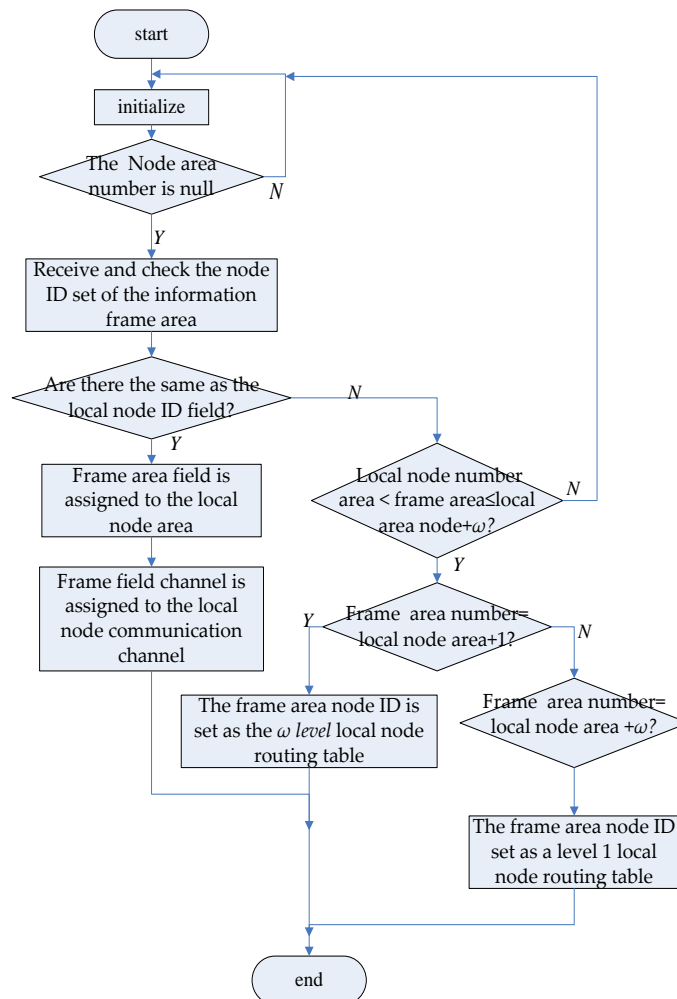 start
initialize
The Node area
number is null
N
Y
Receive and check the node
ID set of the information
frame area
Are there the same as the
local node ID field?
N
Y
Frame area field is
assigned to the local
node area
Local node number
area < frame area≤local
area node+ω?
N
Y
Frame field channel is
assigned to the local
node communication
channel
Frame area number=
local node area+1?
Y
N
The frame area node ID is
set as the ω level local node
routing table
Frame area number=
local node area +ω?
The frame area node ID
set as a level 1 local
node routing table
end